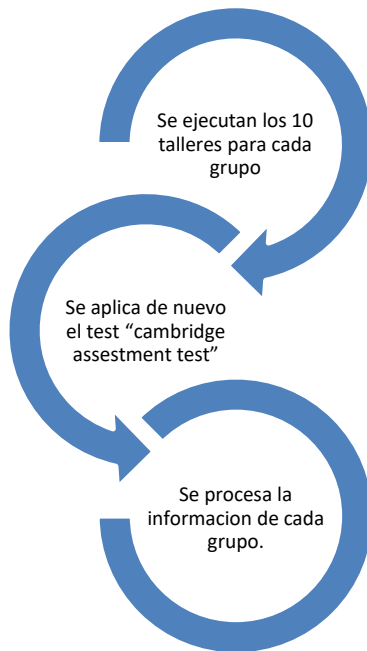 Se ejecutan los 10
talleres para cada
grupo
Se aplica de nuevo
el test “cambridge
assestment test”
Se procesa la
informacion de cada
grupo.